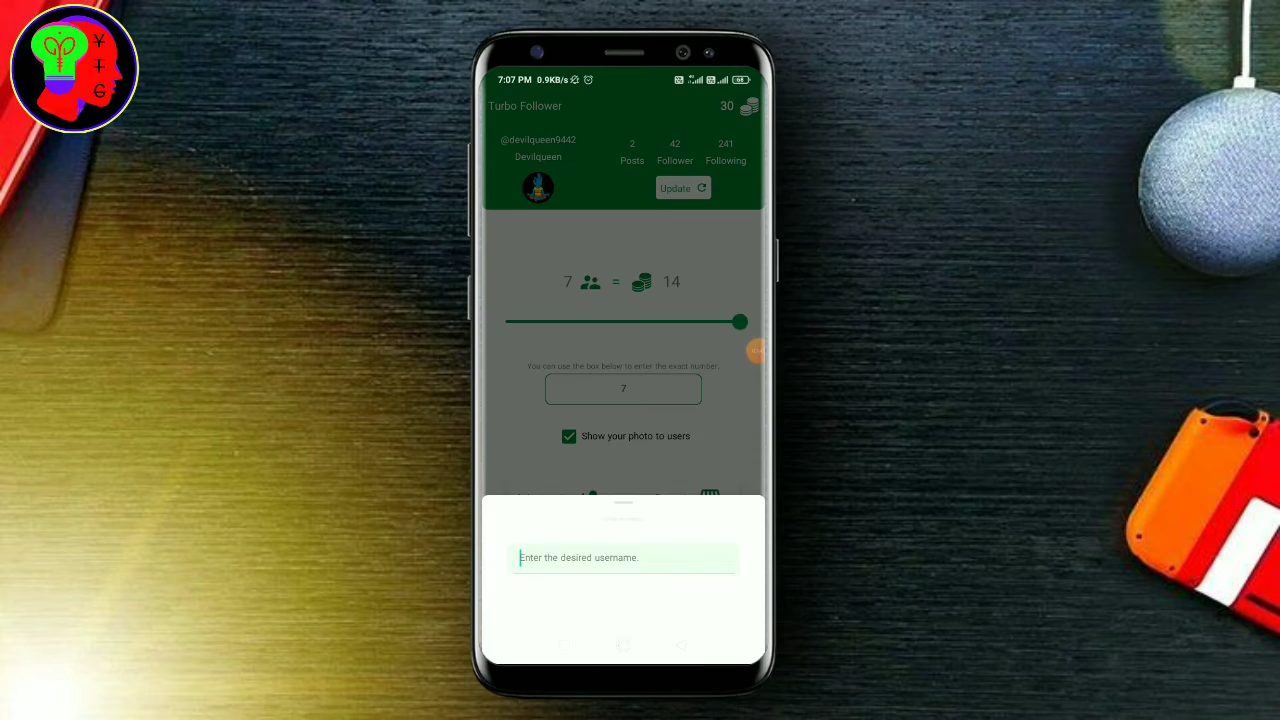 ¥
T
G
7:07 PM 0.9KB/s
68
Turbo Follower
30
@devilqueen9442
Devilqueen
2
42
241
Posts
Follower
Following
Update
7 = 14
You can use the box below to enter the exact number.
7
Show your photo to users
Enter the desired username.